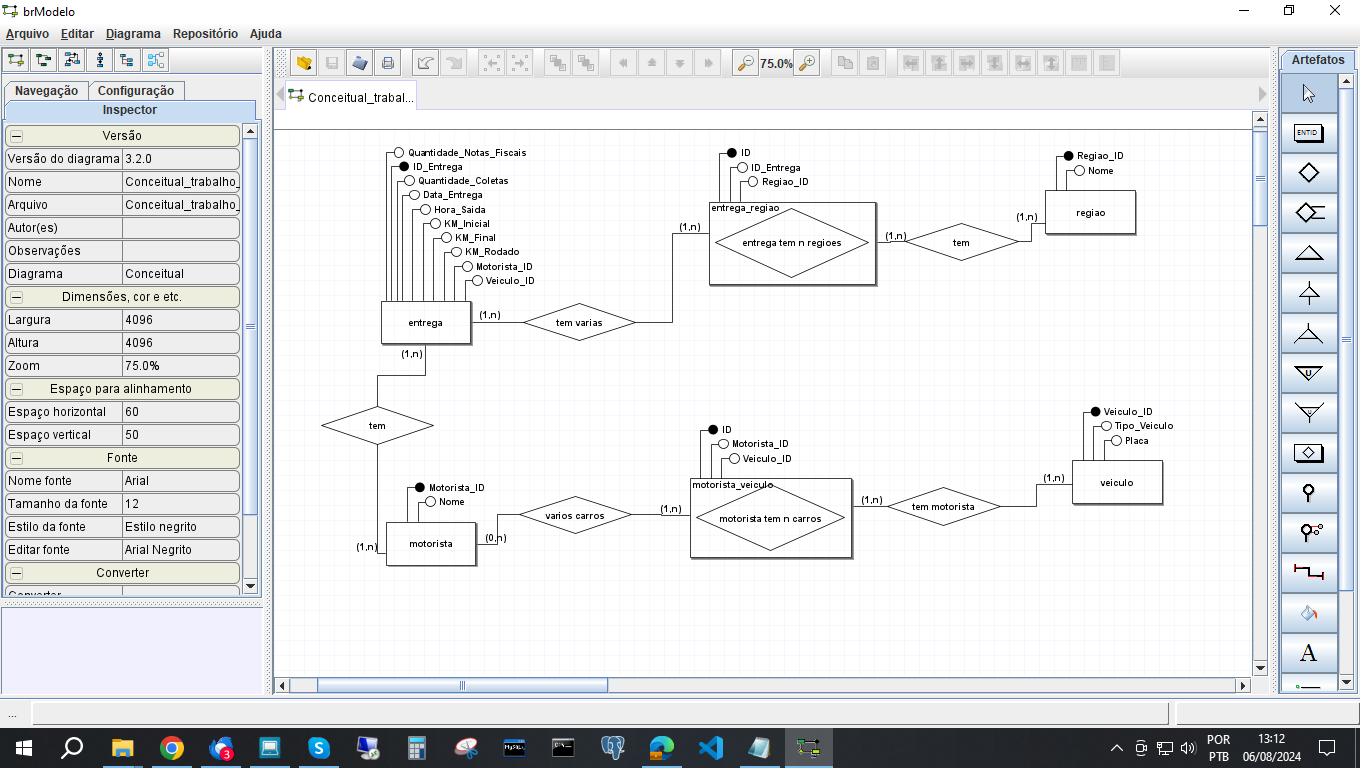 brModelo
Arquivo Editar Diagrama Repositório Ajuda
75.0%
Artefatos
Navegação Configuração
Inspector
Conceitual_trabal...
Versão
Versão do diagrama 3.2.0
Nome Conceitual_trabalho_
Arquivo Conceitual_trabalho_
Autor(es)
Observações
Diagrama Conceitual
Dimensões, cor e etc.
Largura 4096
Altura 4096
Zoom 75.0%
Espaço para alinhamento
Espaço horizontal 60
Espaço vertical 50
Fonte
Nome fonte Arial
Tamanho da fonte 12
Estilo da fonte Estilo negrito
Editar fonte Arial Negrito
Converter
Quantidade_Notas_Fiscais
ID_Entrega
Quantidade_Coletas
Data_Entrega
Hora_Saida
KM_Inicial
KM_Final
KM_Rodado
Motorista_ID
Veiculo_ID
entrega
(1,n)
tem varias
(1,n)
ID
ID_Entrega
Regiao_ID
entrega_regiao
entrega tem n regioes
(1,n)
tem
(1,n)
Regiao_ID
Nome
regiao
(1,n)
tem
(1,n)
Motorista_ID
Nome
motorista
(0,n)
varios carros
(1,n)
ID
Motorista_ID
Veiculo_ID
motorista_veiculo
motorista tem n carros
(1,n)
tem motorista
(1,n)
Veiculo_ID
Tipo_Veiculo
Placa
veiculo
ENTID
U
A
...
3
MySQL
POR
PTB
13:12
06/08/2024